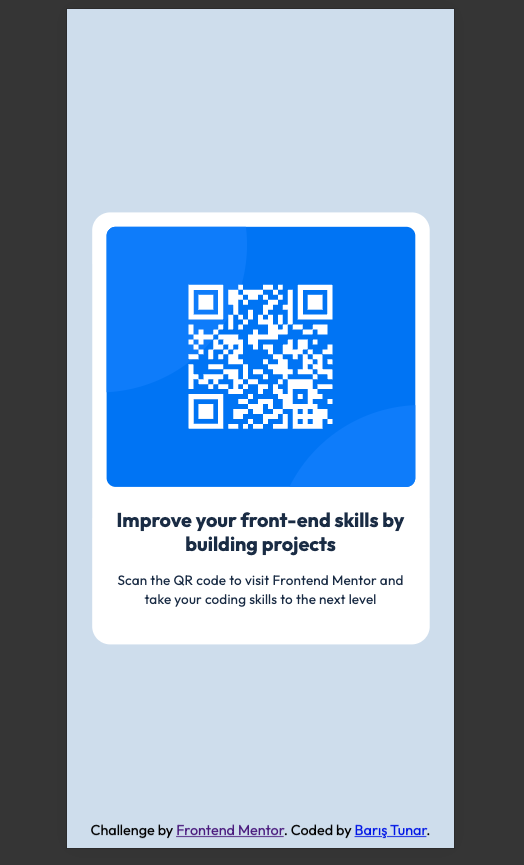 Improve your front-end skills by
building projects
Scan the QR code to visit Frontend Mentor and
take your coding skills to the next level
Challenge by Frontend Mentor. Coded by Barış Tunar.